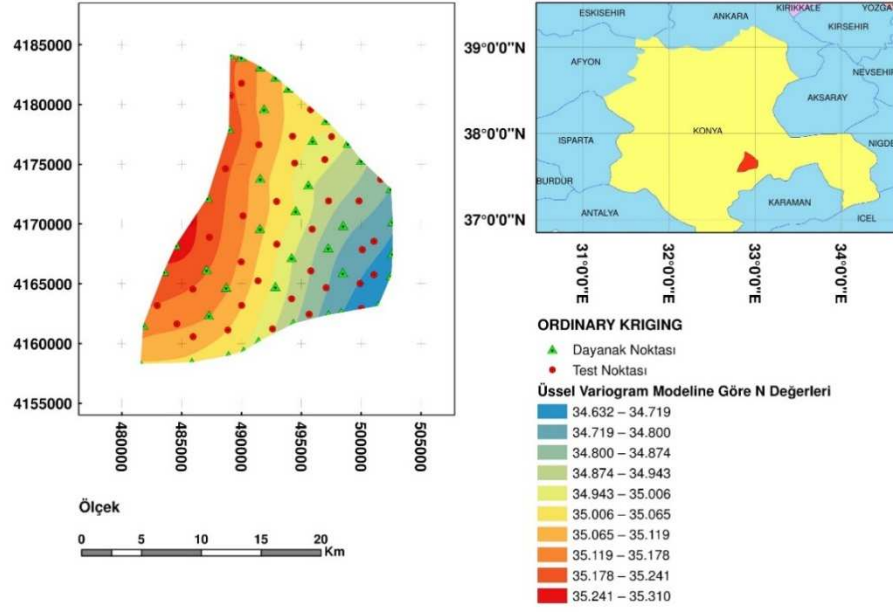 4185000
4180000
4175000
4170000
4165000
4160000
4155000
480000
485000
490000
495000
500000
505000
Ölçek
0 5 10 15 20
Km
39°0'0"N
38°0'0"N
37°0'0"N
31°0'0"E
32°0'0"E
33°0'0"E
34°0'0"E
ESKISEHIR
ANKARA
KIRIKKALE
YOZGA
KIRSEHIR
AFYON
NEVSEHIR
AKSARAY
KONYA
ISPARTA
NIGDE
BURDUR
KARAMAN
ANTALYA
ICEL
ORDINARY KRIGING
Dayanak Noktası
Test Noktası
Üssel Variogram Modeline Göre N Değerleri
34.632 – 34.719
34.719 – 34.800
34.800 – 34.874
34.874 – 34.943
34.943 – 35.006
35.006 – 35.065
35.065 – 35.119
35.119 – 35.178
35.178 – 35.241
35.241 – 35.310